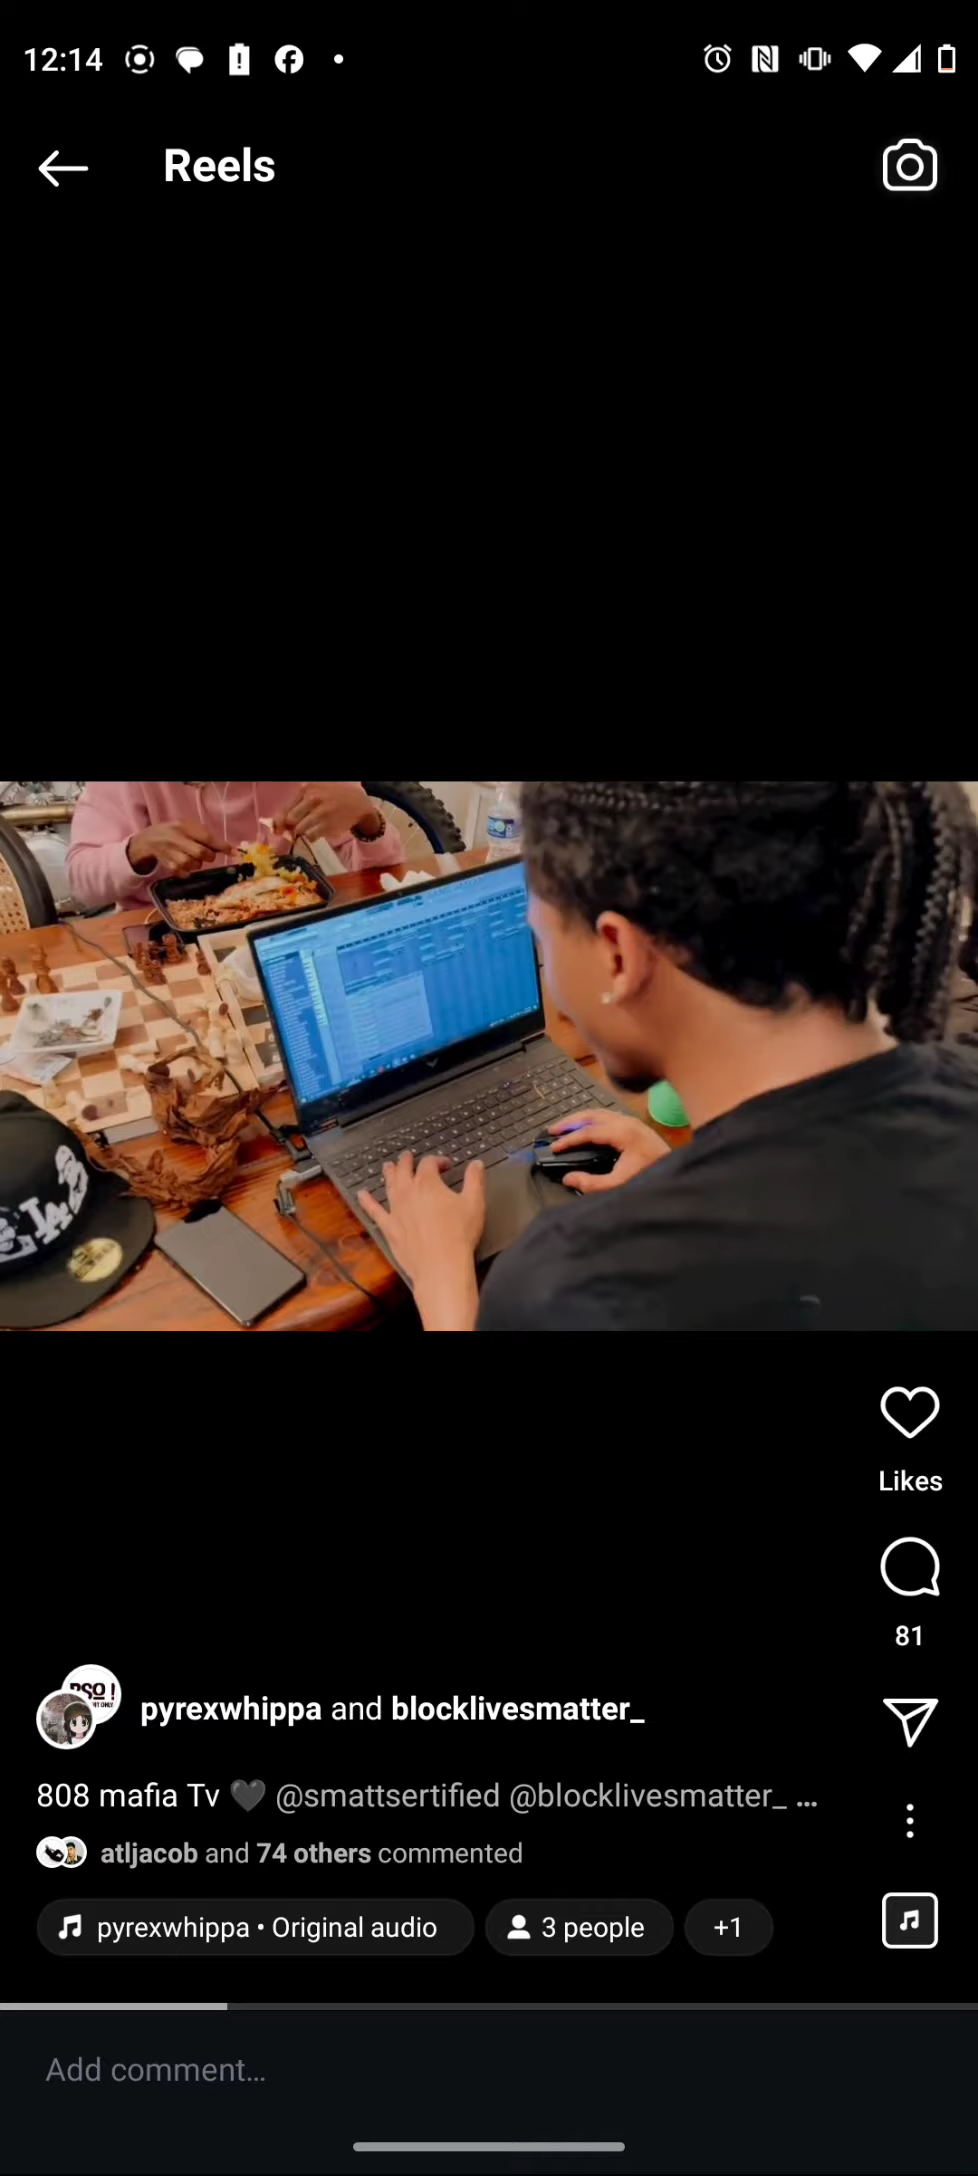 12:14
Reels
LA
Likes
81
pyrexwhippa and blocklivesmatter_
808 mafia Tv 🖤 @smattsertified @blocklivesmatter_ ...
atljacob and 74 others commented
pyrexwhippa • Original audio
3 people
+1
Add comment...